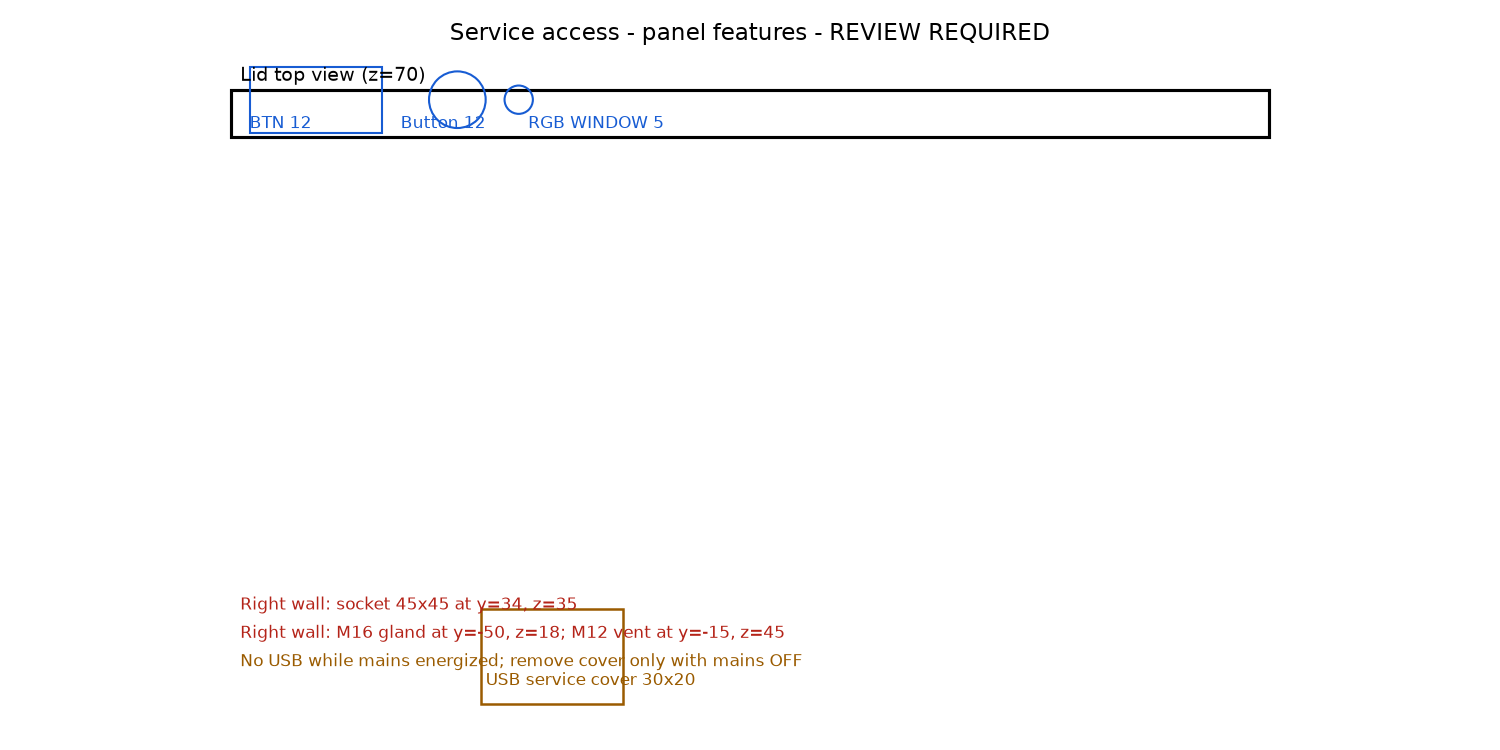 Service access - panel features - REVIEW REQUIRED
Lid top view (z=70)
BTN 12
Button 12
RGB WINDOW 5
Right wall: socket 45x45 at y=34, z=35
Right wall: M16 gland at y=-50, z=18; M12 vent at y=-15, z=45
No USB while mains energized; remove cover only with mains OFF
USB service cover 30x20